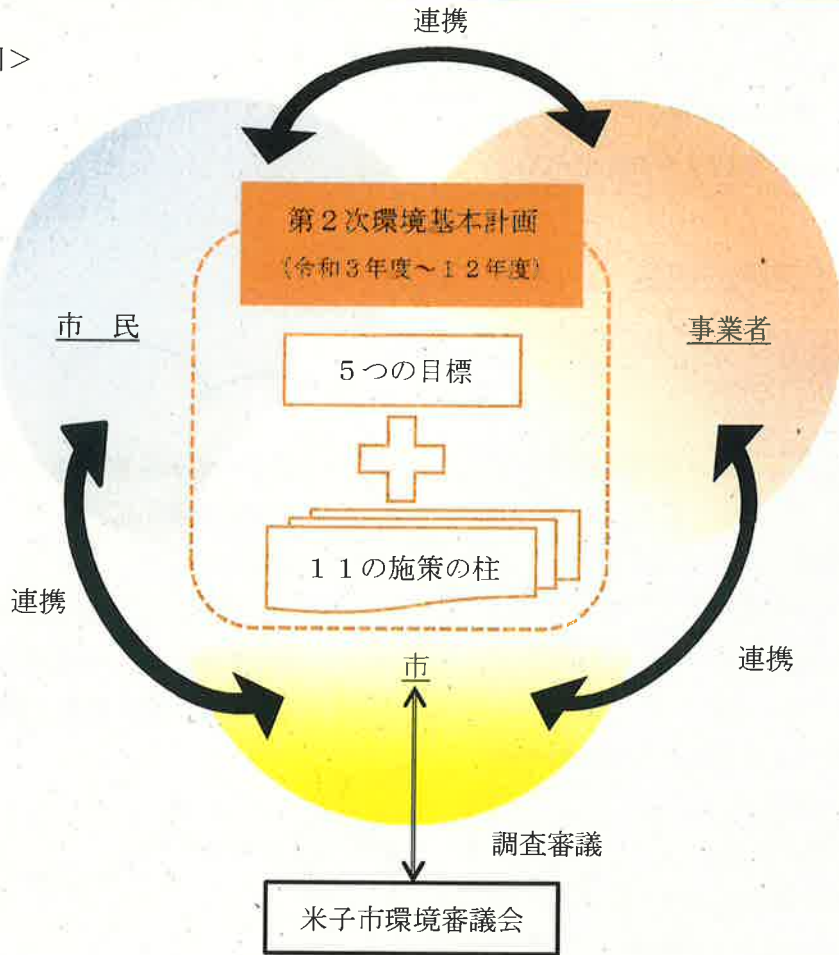 連携
>
第２次環境基本計画
（令和３年度～１２年度）
市　民
事業者
５つの目標
１１の施策の柱
連携
連携
市
調査審議
米子市環境審議会